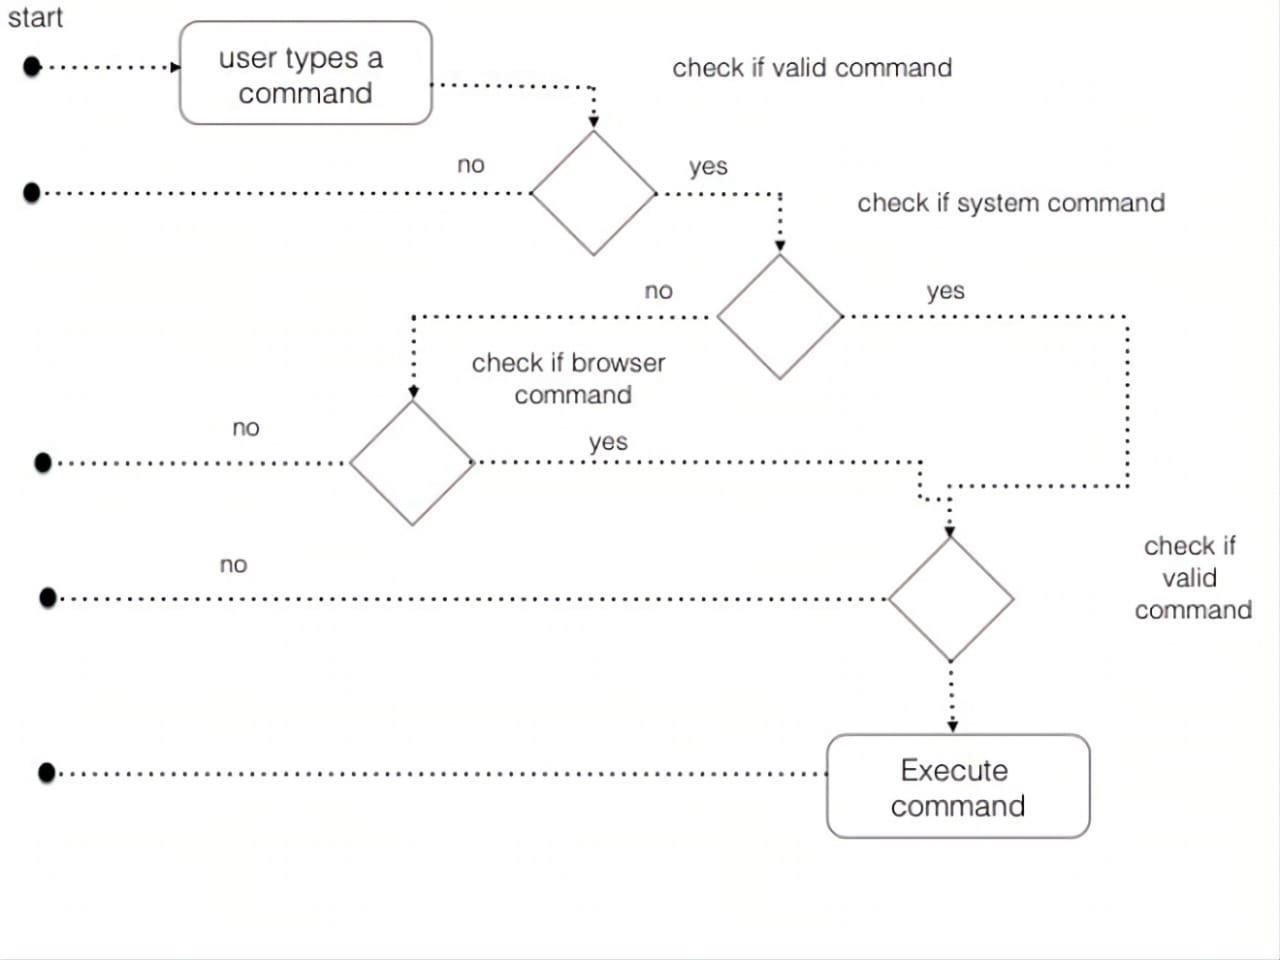 start
user types a
command
check if valid command
no
yes
check if system command
no
yes
check if browser
command
no
yes
no
check if
valid
command
Execute
command